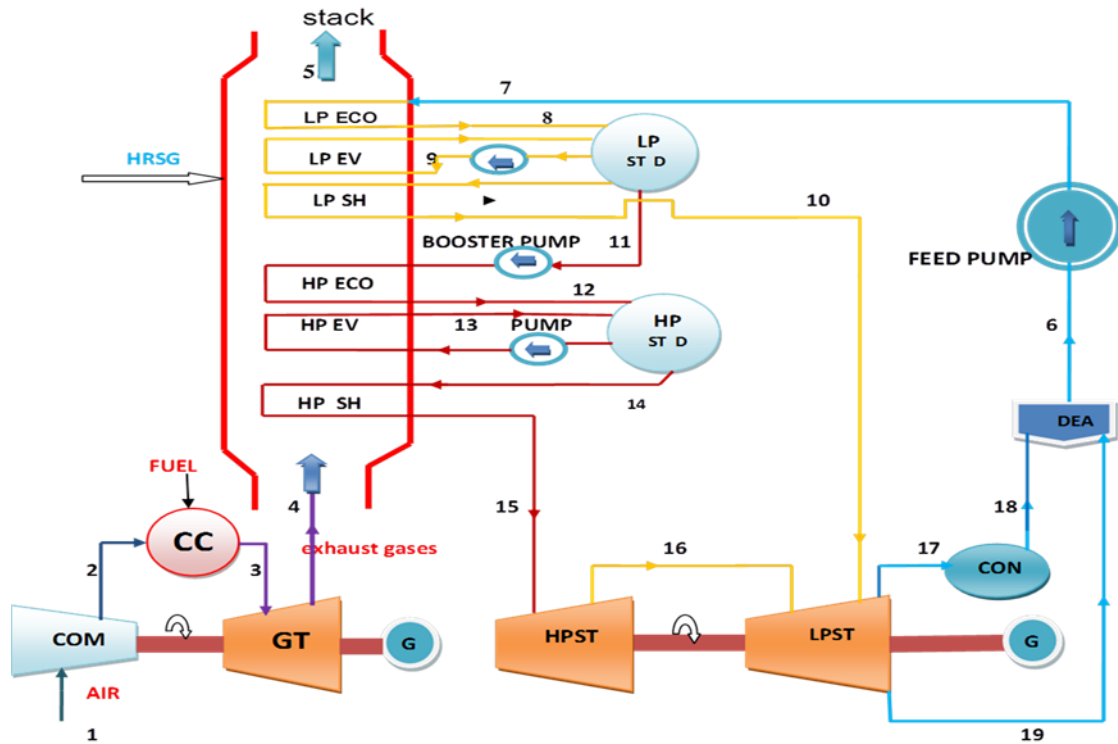 stack
5
7
LP ECO
8
LP
ST D
HRSG
LP EV
9
LP SH
10
BOOSTER PUMP
11
FEED PUMP
HP ECO
12
HP EV
13
PUMP
HP
ST D
6
HP SH
14
DEA
FUEL
4
15
18
CC
exhaust gases
2
3
16
17
CON
COM
GT
G
HPST
LPST
G
AIR
1
19